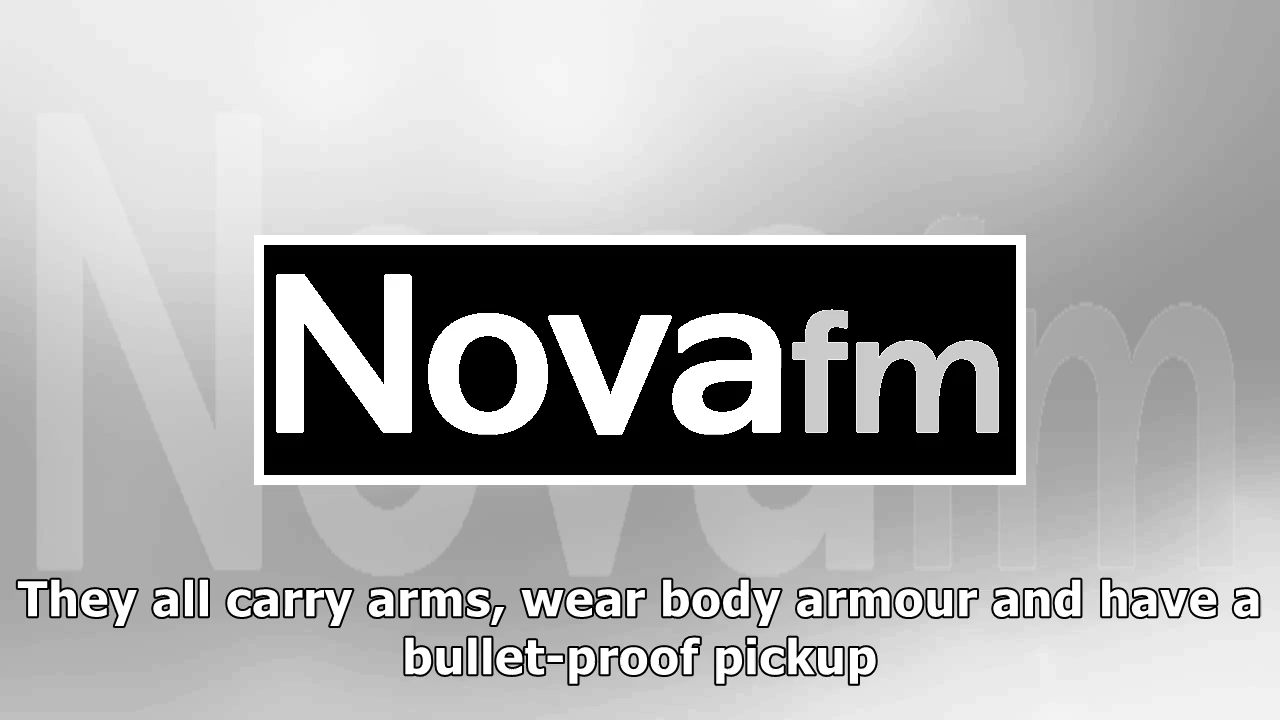 Novafm
They all carry arms, wear body armour and have a
bullet-proof pickup